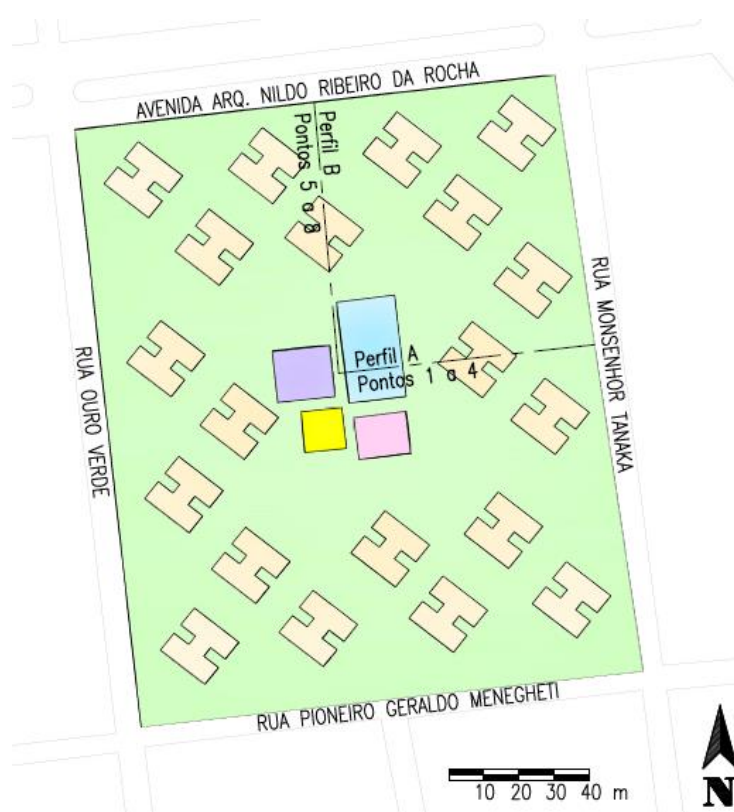 AVENIDA ARQ. NILDO RIBEIRO DA ROCHA
Perfil B
Pontos 5 a 8
RUA MONSENHOR TANAKA
RUA OURO VERDE
Perfil A
Pontos 1 a 4
RUA PIONEIRO GERALDO MENEGHETI
10 20 30 40 m
N